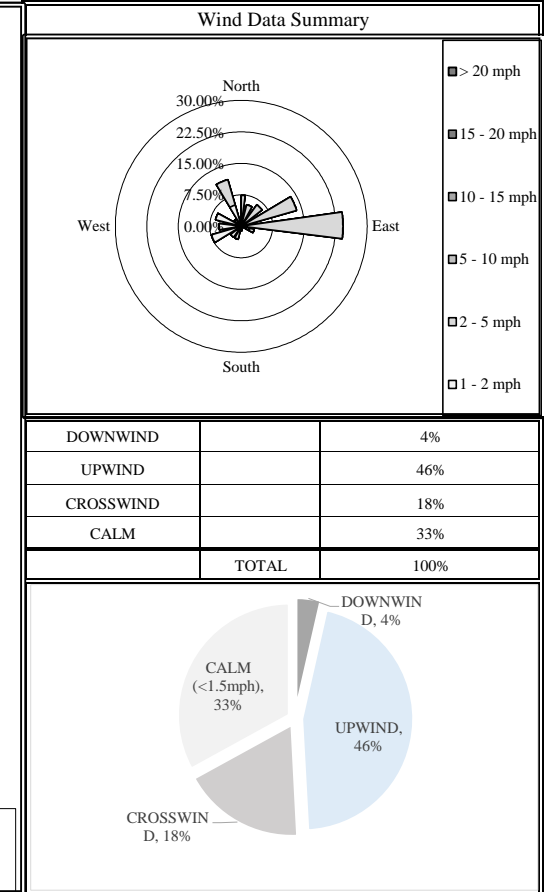 Wind Data Summary
North
30.00%
22.50%
15.00%
7.50%
West
0.00%
East
South
> 20 mph
15 - 20 mph
10 - 15 mph
5 - 10 mph
2 - 5 mph
1 - 2 mph
DOWNWIND 4%
UPWIND 46%
CROSSWIND 18%
CALM 33%
TOTAL 100%
DOWNWIN
D, 4%
CALM
(<1.5mph),
33%
UPWIND,
46%
CROSSWIN
D, 18%